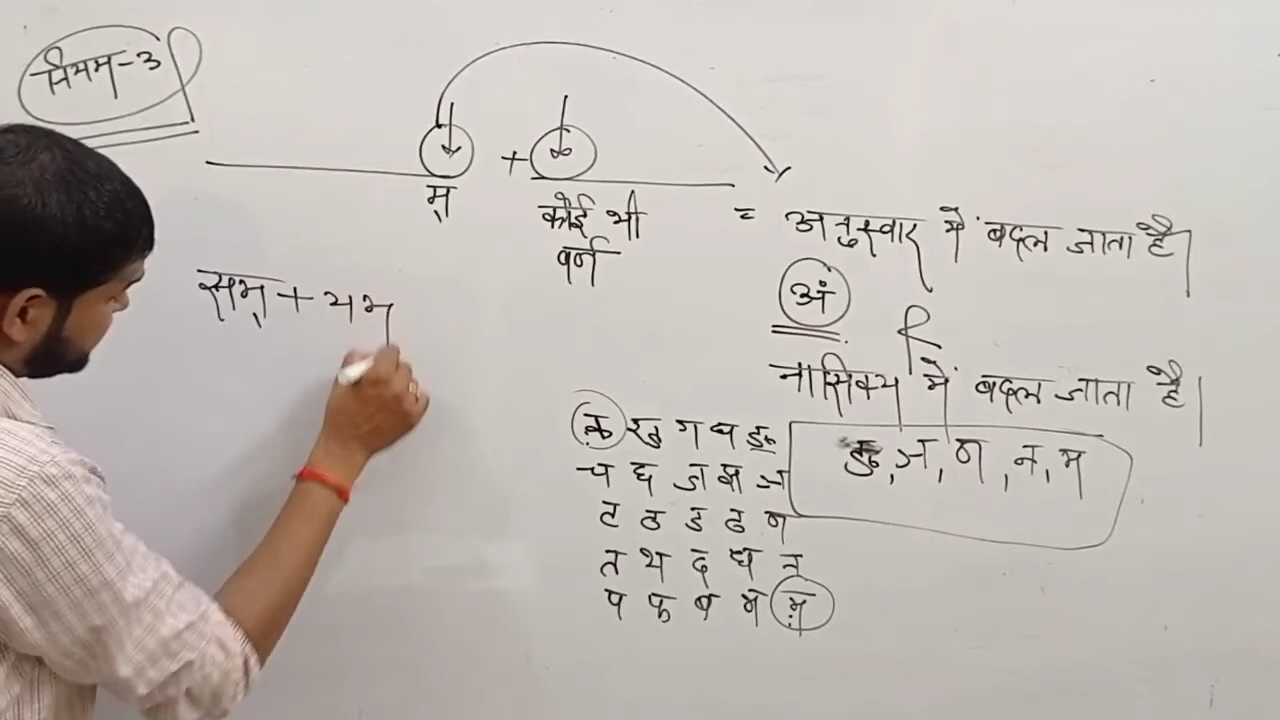 नियम-3
म् + कोई भी
वर्ण
= अनुस्वार में बदल जाता है।
अं
नासिक्य में बदल जाता है।
सम् + यम
ङ, ञ, ण, न, म
क ख ग घ ङ
च छ ज झ ञ
ट ठ ड ढ ण
त थ द ध न
प फ ब भ म